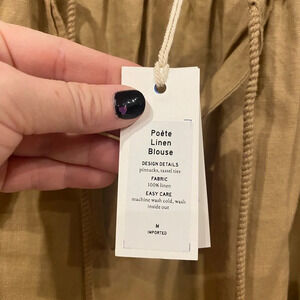 Poète
Linen
Blouse
DESIGN DETAILS
pintucks, tassel ties
FABRIC
100% linen
EASY CARE
machine wash cold, wash
inside out
M
IMPORTED